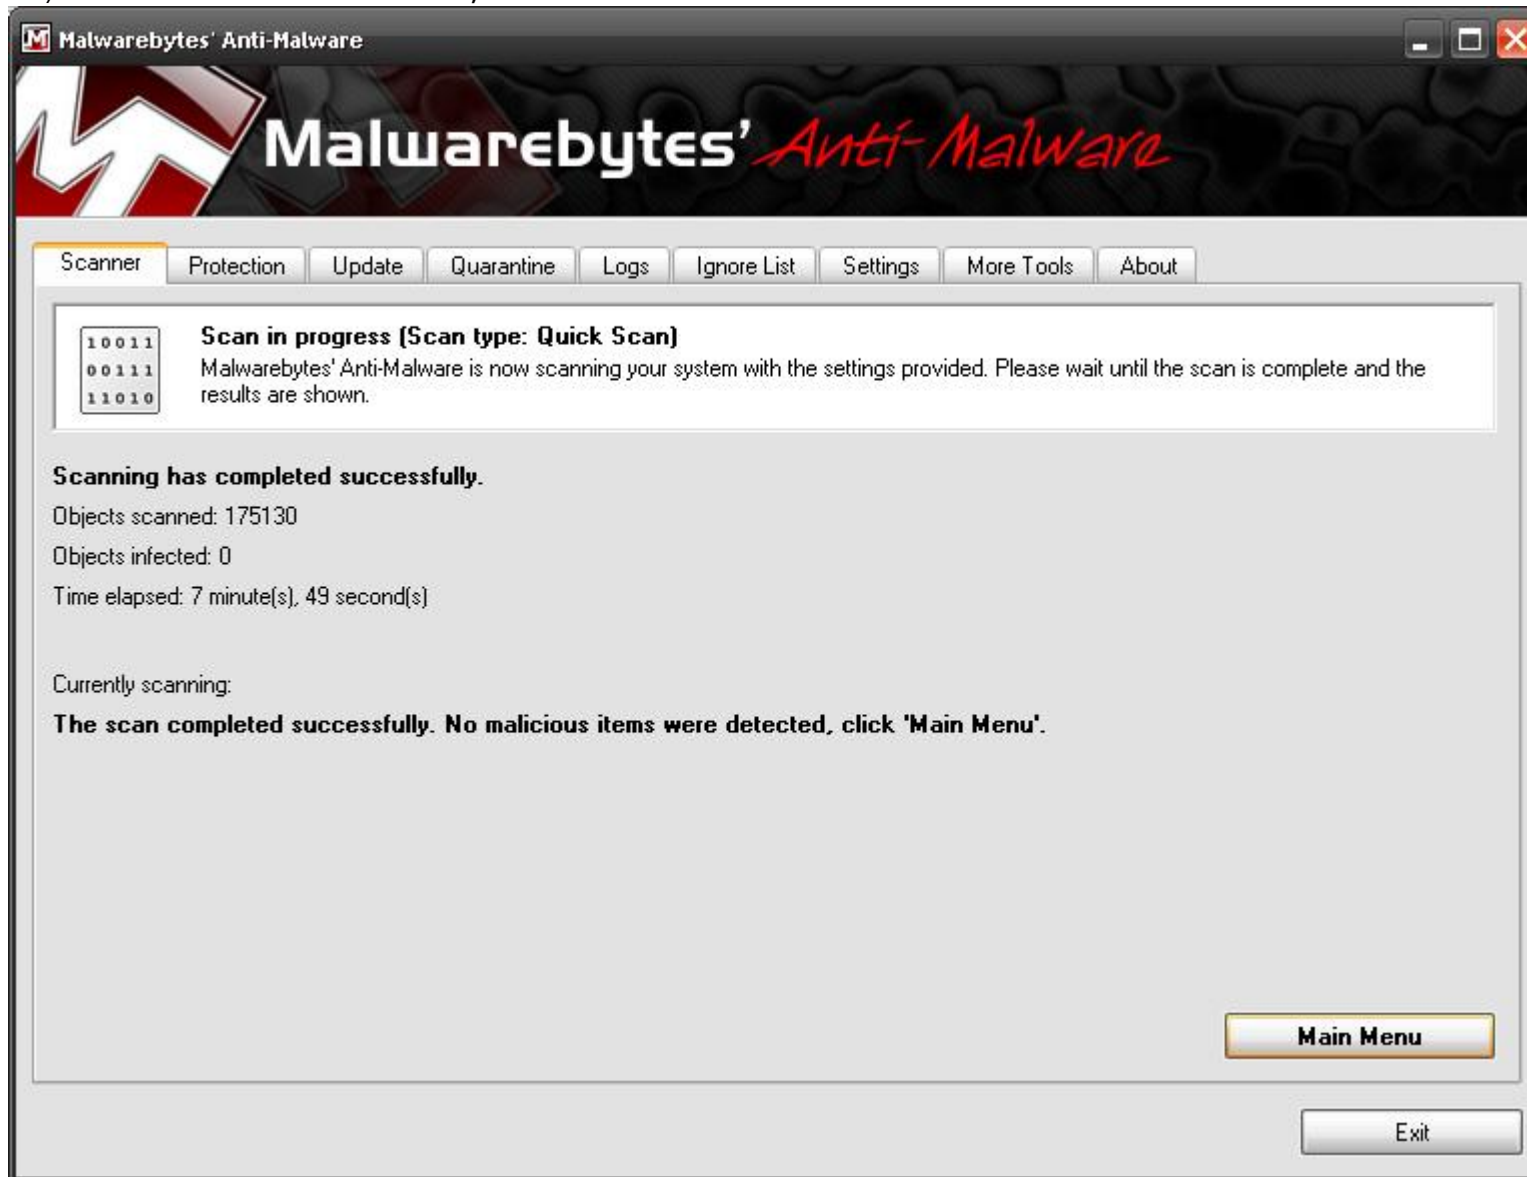 Malwarebytes' Anti-Malware
Malwarebytes' Anti-Malware
Scanner Protection Update Quarantine Logs Ignore List Settings More Tools About
10011
00111
11010
Scan in progress (Scan type: Quick Scan)
Malwarebytes' Anti-Malware is now scanning your system with the settings provided. Please wait until the scan is complete and the
results are shown.
Scanning has completed successfully.
Objects scanned: 175130
Objects infected: 0
Time elapsed: 7 minute(s), 49 second(s)
Currently scanning:
The scan completed successfully. No malicious items were detected, click 'Main Menu'.
Main Menu
Exit